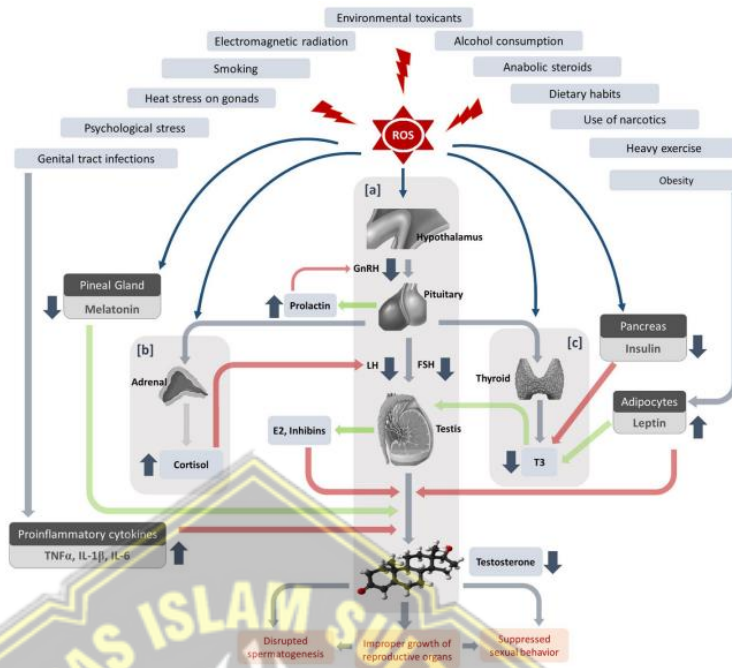 Environmental toxicants
Electromagnetic radiation
Alcohol consumption
Smoking
Anabolic steroids
Heat stress on gonads
Dietary habits
Psychological stress
Use of narcotics
Genital tract infections
Heavy exercise
Obesity
ROS
[a]
Hypothalamus
GnRH
Pituitary
Prolactin
Pineal Gland
Melatonin
[b]
Adrenal
Cortisol
LH
FSH
Testis
E2, Inhibins
[c]
Thyroid
T3
Pancreas
Insulin
Adipocytes
Leptin
Proinflammatory cytokines
TNFα, IL-1β, IL-6
Testosterone
Disrupted
spermatogenesis
Improper growth of
reproductive organs
Suppressed
sexual behavior
AS ISLAM SU